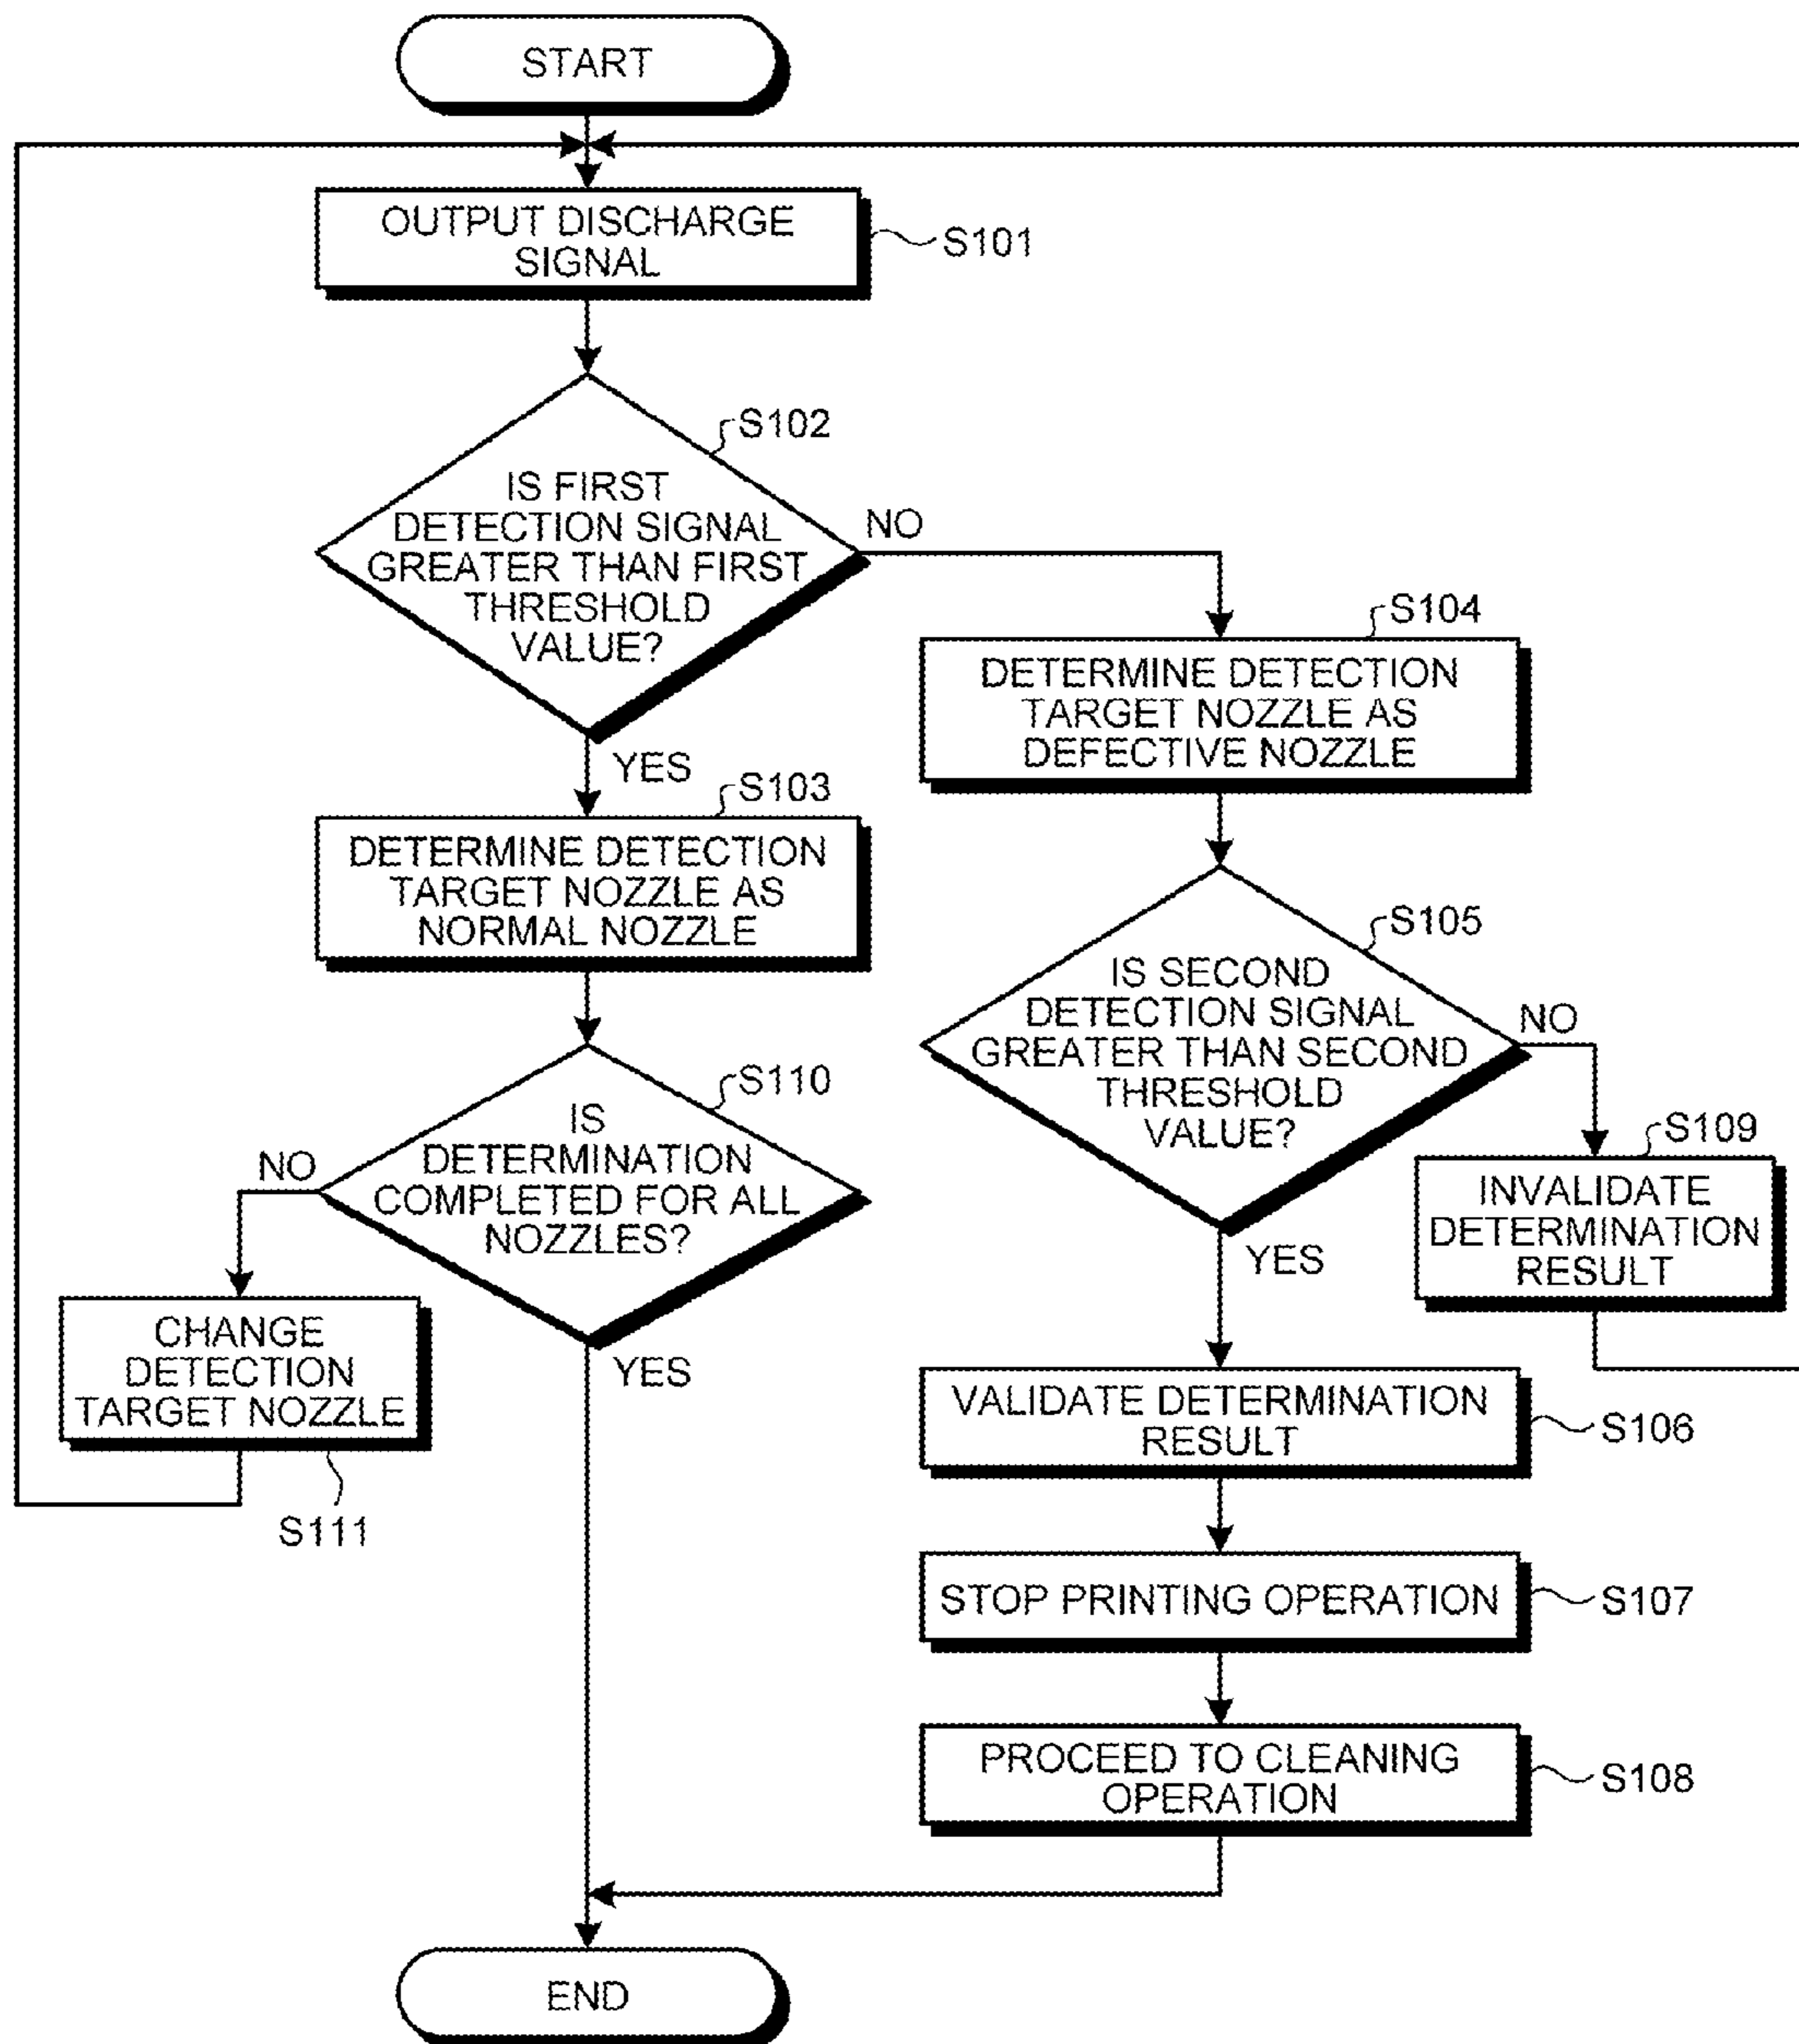 START
OUTPUT DISCHARGE
SIGNAL
S101
S102
IS FIRST
DETECTION SIGNAL
GREATER THAN FIRST
THRESHOLD
VALUE?
NO
YES
S103
DETERMINE DETECTION
TARGET NOZZLE AS
NORMAL NOZZLE
S104
DETERMINE DETECTION
TARGET NOZZLE AS
DEFECTIVE NOZZLE
S105
IS SECOND
DETECTION SIGNAL
GREATER THAN SECOND
THRESHOLD
VALUE?
NO
YES
S110
IS
DETERMINATION
COMPLETED FOR ALL
NOZZLES?
NO
YES
S109
INVALIDATE
DETERMINATION
RESULT
CHANGE
DETECTION
TARGET NOZZLE
S111
VALIDATE DETERMINATION
RESULT
S106
STOP PRINTING OPERATION
S107
PROCEED TO CLEANING
OPERATION
S108
END